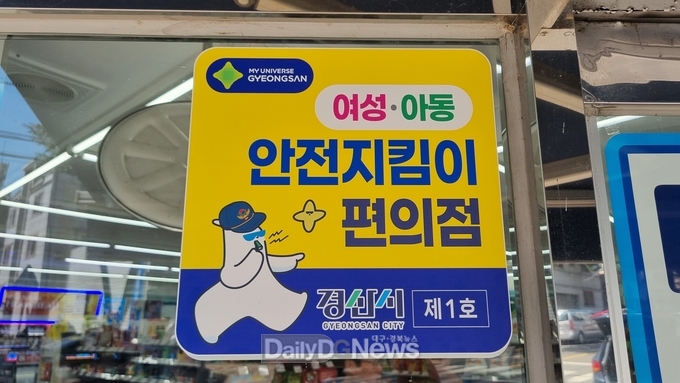 MY UNIVERSE
GYEONGSAN
여성·아동
안전지킴이
편의점
경산시
GYEONGSAN CITY
제1호
대구·경북뉴스
DailyDGNews